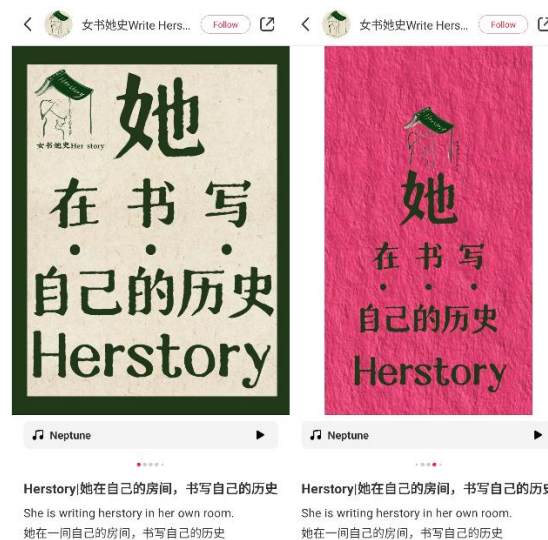 女书她史Write Hers...
Follow
女书她史Her story
她
在书写
自己的历史
Herstory
Neptune
Herstory|她在自己的房间，书写自己的历史
She is writing herstory in her own room.
她在一间自己的房间，书写自己的历史
女书她史Write Hers...
Follow
她
在书写
自己的历史
Herstory
Neptune
Herstory|她在自己的房间，书写自己的历史
She is writing herstory in her own room.
她在一间自己的房间，书写自己的历史